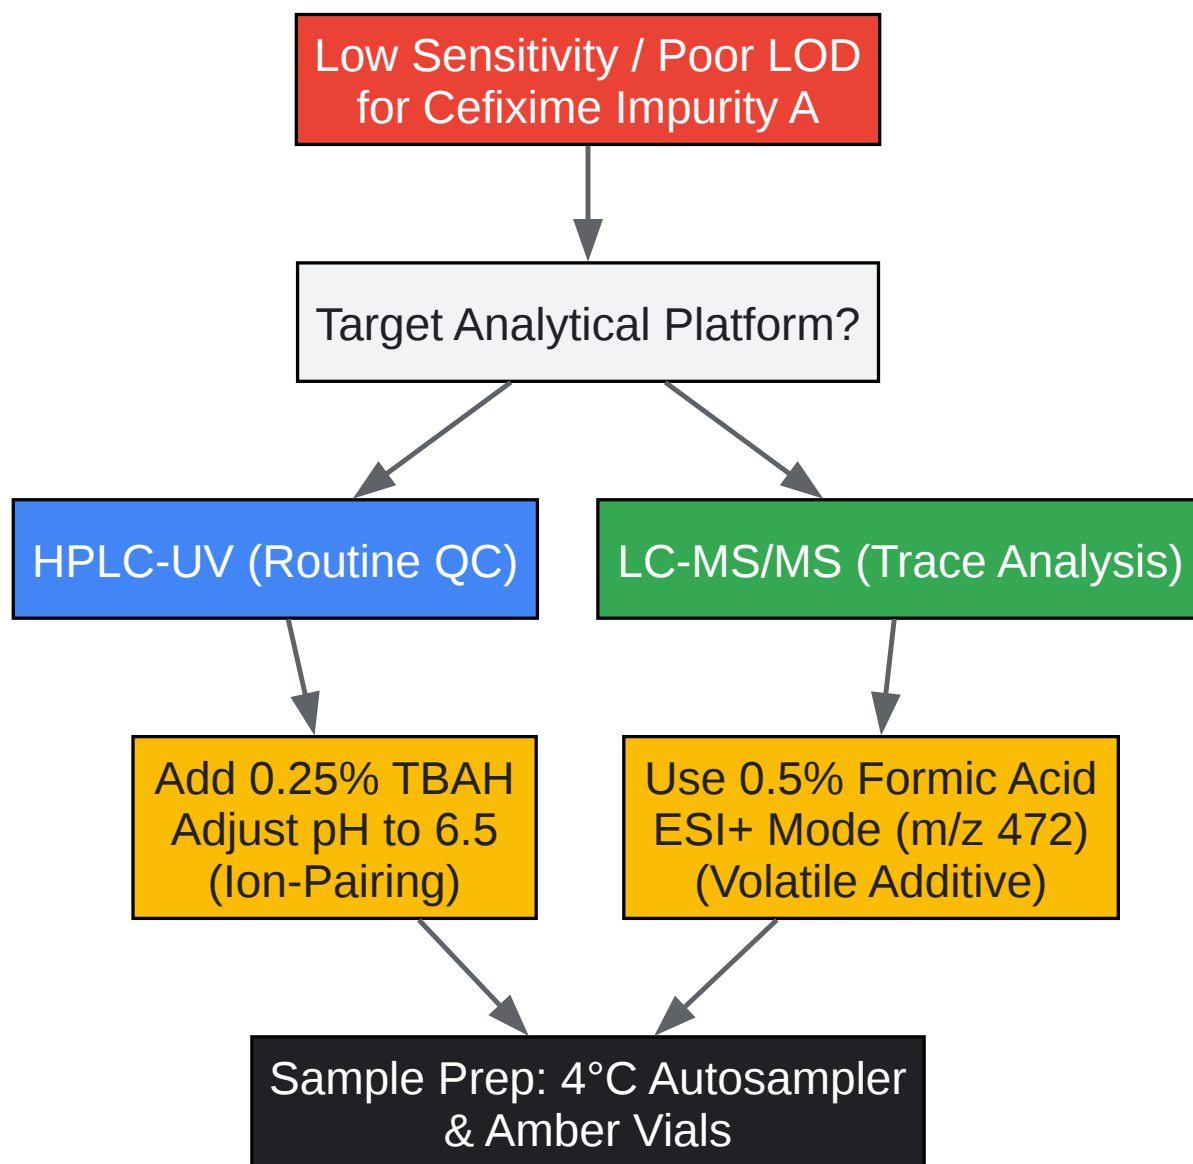 Low Sensitivity / Poor LOD
for Cefixime Impurity A
Target Analytical Platform?
HPLC-UV (Routine QC)
LC-MS/MS (Trace Analysis)
Add 0.25% TBAH
Adjust pH to 6.5
(Ion-Pairing)
Use 0.5% Formic Acid
ESI+ Mode (m/z 472)
(Volatile Additive)
Sample Prep: 4°C Autosampler
& Amber Vials